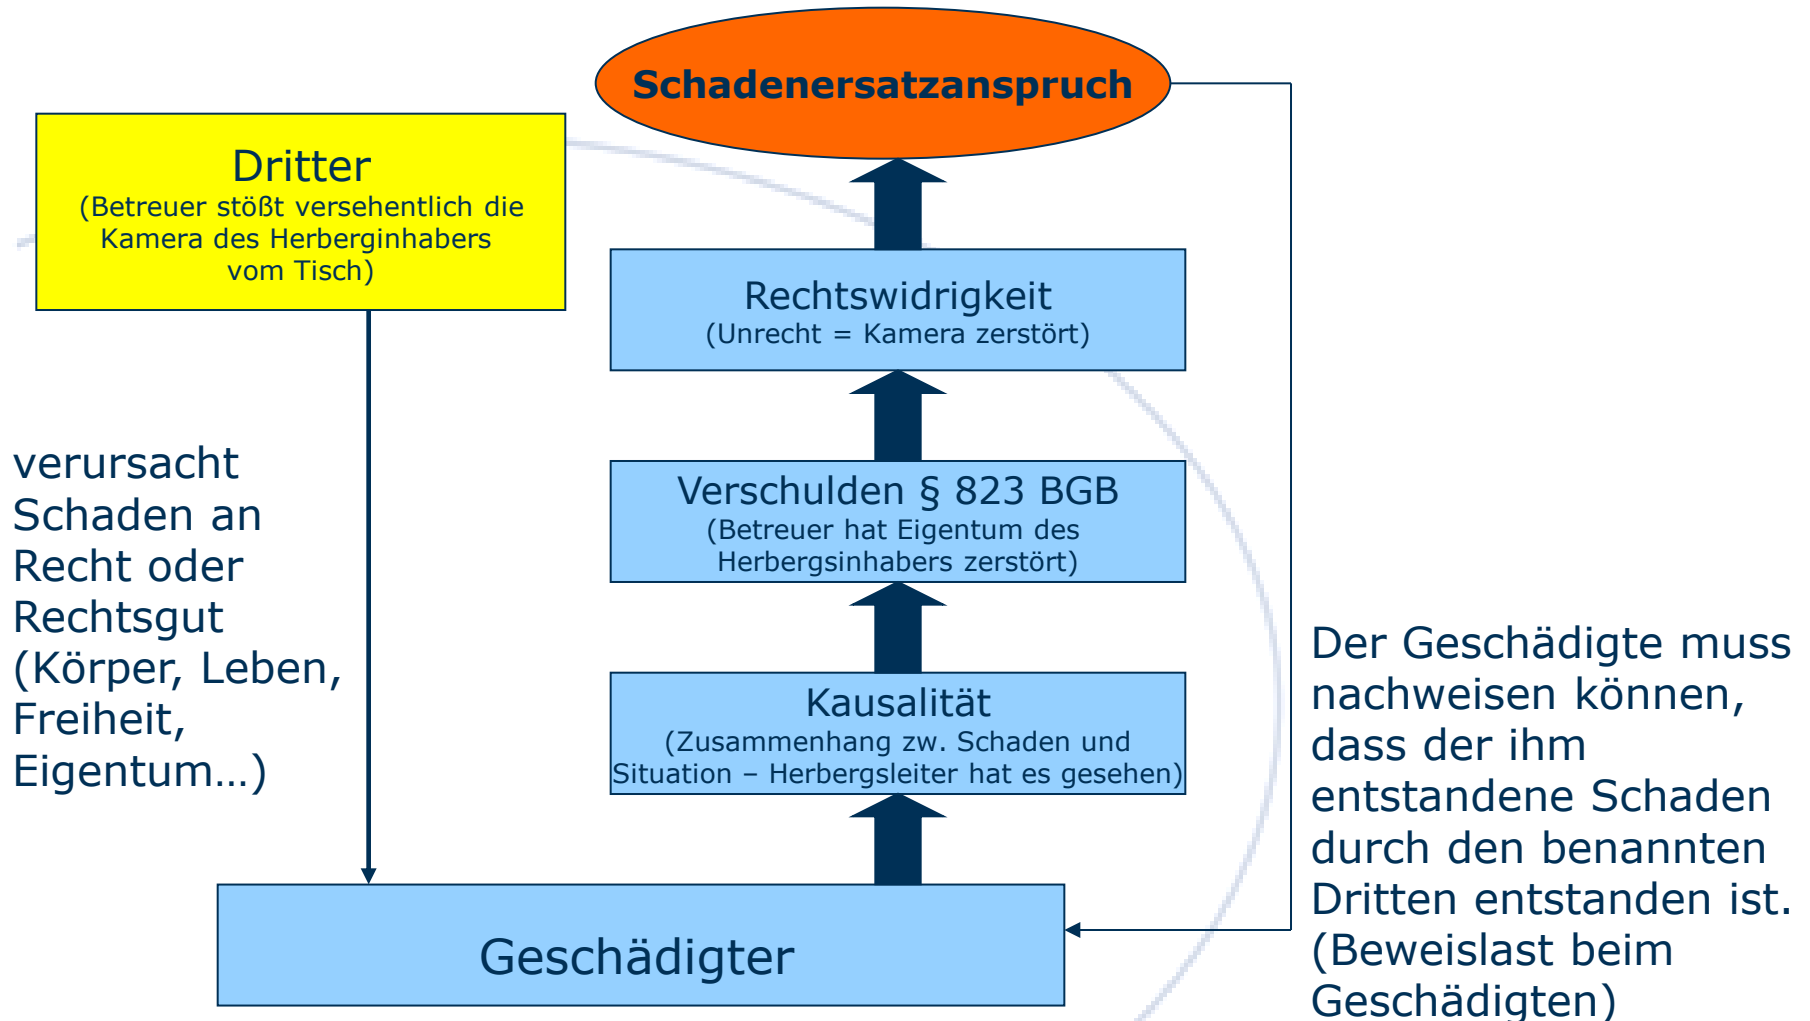 Schadenersatzanspruch
Dritter
(Betreuer stößt versehentlich die
Kamera des Herberginhabers
vom Tisch)
Rechtswidrigkeit
(Unrecht = Kamera zerstört)
verursacht
Schaden an
Recht oder
Rechtsgut
(Körper, Leben,
Freiheit,
Eigentum…)
Verschulden § 823 BGB
(Betreuer hat Eigentum des
Herbergsinhabers zerstört)
Kausalität
(Zusammenhang zw. Schaden und
Situation – Herbergsleiter hat es gesehen)
Der Geschädigte muss
nachweisen können,
dass der ihm
entstandene Schaden
durch den benannten
Dritten entstanden ist.
(Beweislast beim
Geschädigten)
Geschädigter